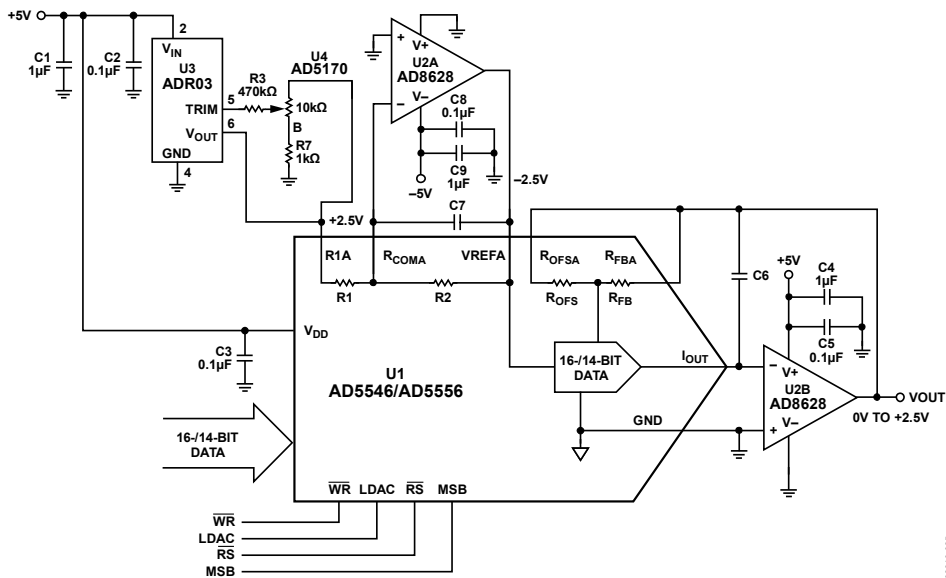 +5V
C1
1µF
C2
0.1µF
2
VIN
U3
ADR03
TRIM
5
VOUT
6
GND
4
R3
470kΩ
U4
AD5170
10kΩ
B
R7
1kΩ
+2.5V
+
V+
U2A
AD8628
–
V–
C8
0.1µF
C9
1µF
–5V
–2.5V
C7
R1A
RCOMA
VREFA
ROFSA
RFBA
R1
R2
ROFS
RFB
C6
+5V
C4
1µF
C5
0.1µF
VDD
C3
0.1µF
U1
AD5546/AD5556
16-/14-BIT
DATA
IOUT
–
V+
U2B
AD8628
+
V–
VOUT
0V TO +2.5V
GND
16-/14-BIT
DATA
WR LDAC RS MSB
WR
LDAC
RS
MSB